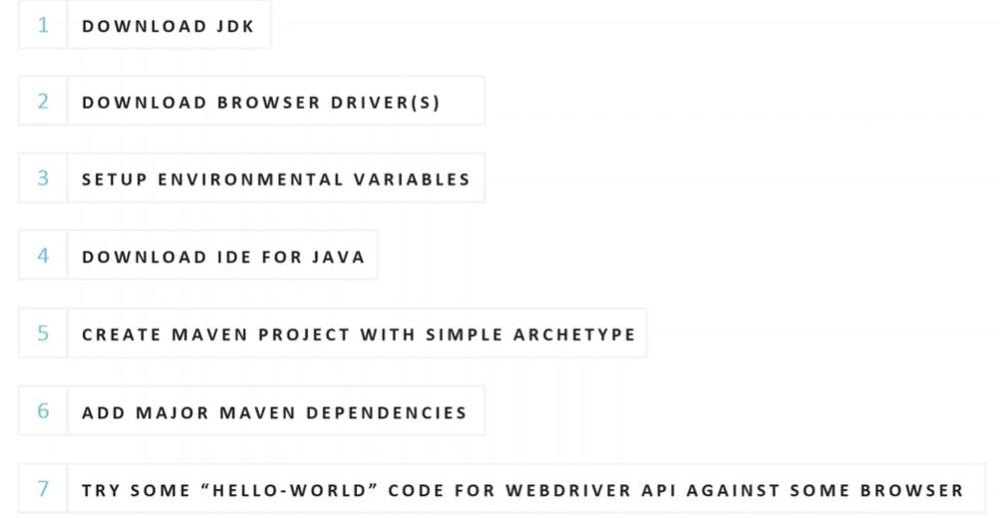 1 DOWNLOAD JDK
2 DOWNLOAD BROWSER DRIVER(S)
3 SETUP ENVIRONMENTAL VARIABLES
4 DOWNLOAD IDE FOR JAVA
5 CREATE MAVEN PROJECT WITH SIMPLE ARCHETYPE
6 ADD MAJOR MAVEN DEPENDENCIES
7 TRY SOME “HELLO-WORLD” CODE FOR WEBDRIVER API AGAINST SOME BROWSER